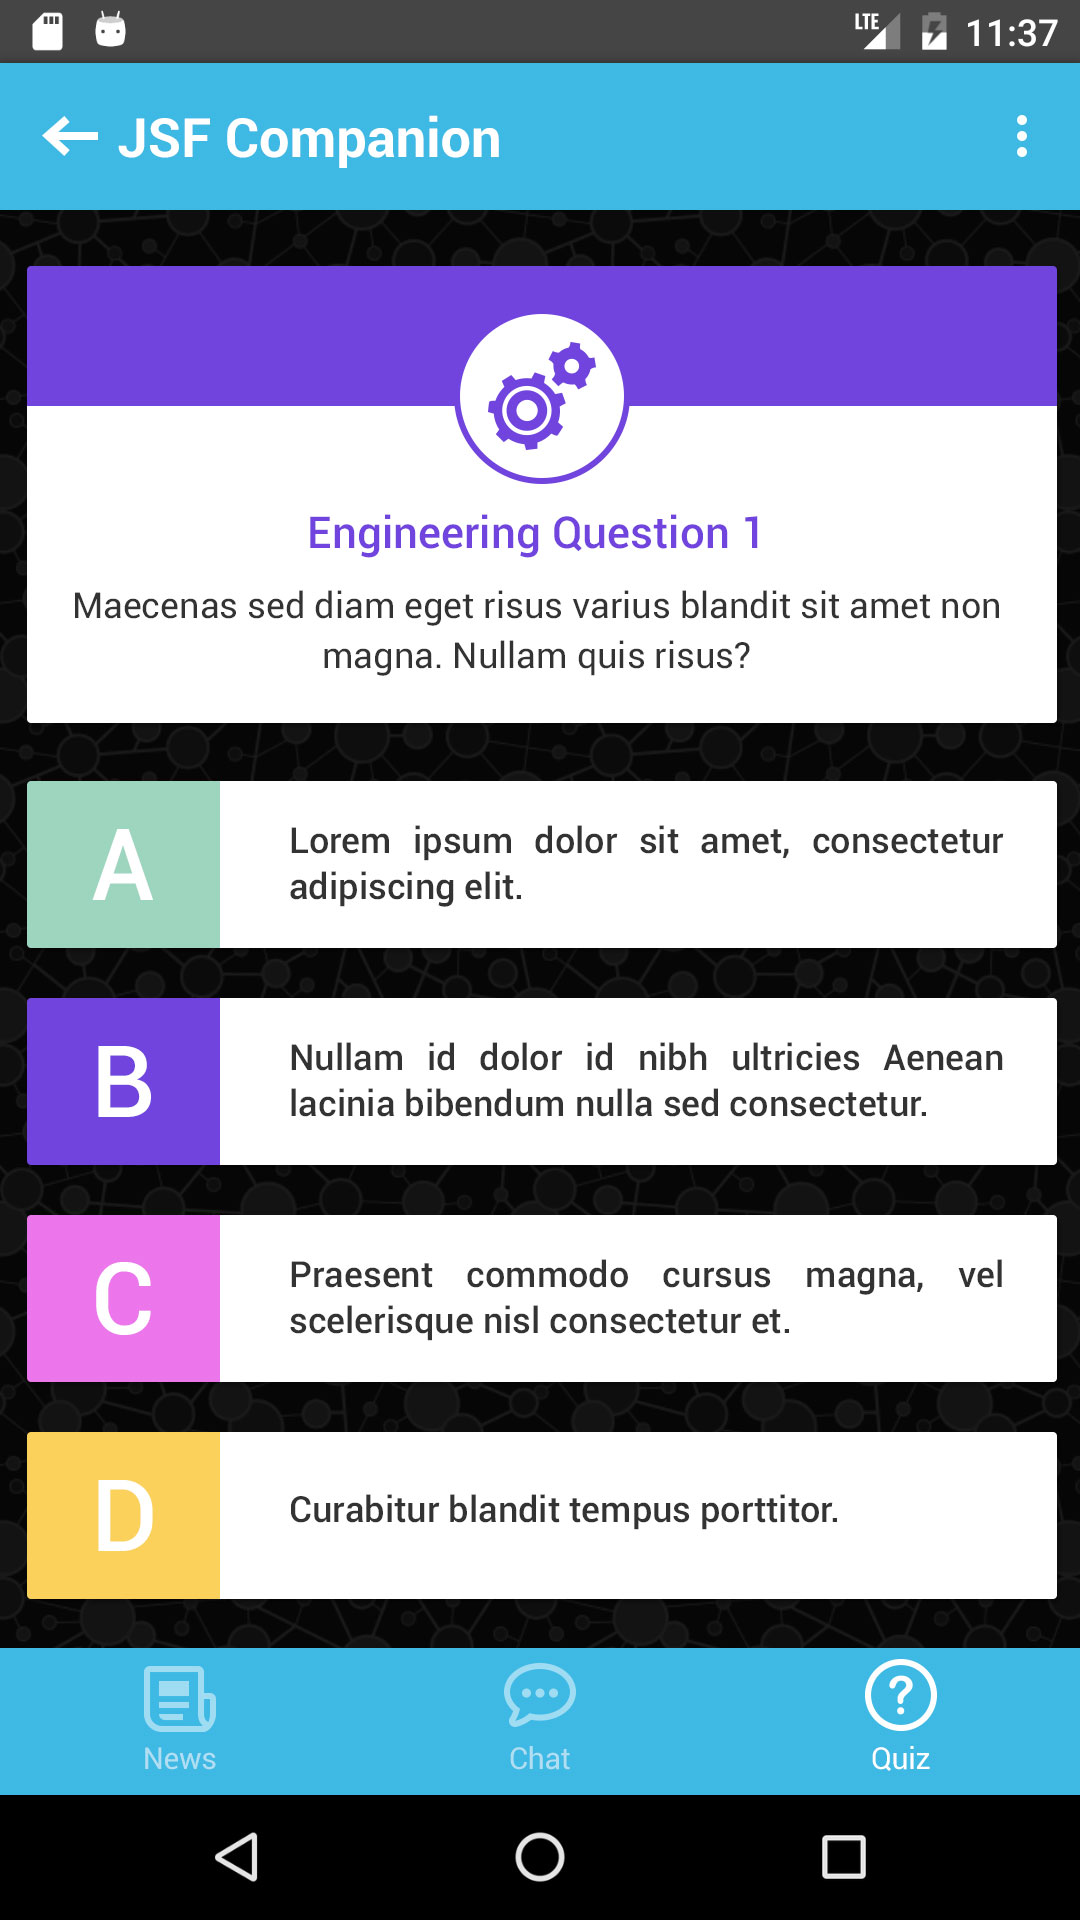 LTE 11:37
JSF Companion
Engineering Question 1
Maecenas sed diam eget risus varius blandit sit amet non
magna. Nullam quis risus?
A
Lorem ipsum dolor sit amet, consectetur
adipiscing elit.
B
Nullam id dolor id nibh ultricies Aenean
lacinia bibendum nulla sed consectetur.
C
Praesent commodo cursus magna, vel
scelerisque nisl consectetur et.
D
Curabitur blandit tempus porttitor.
?
News Chat Quiz